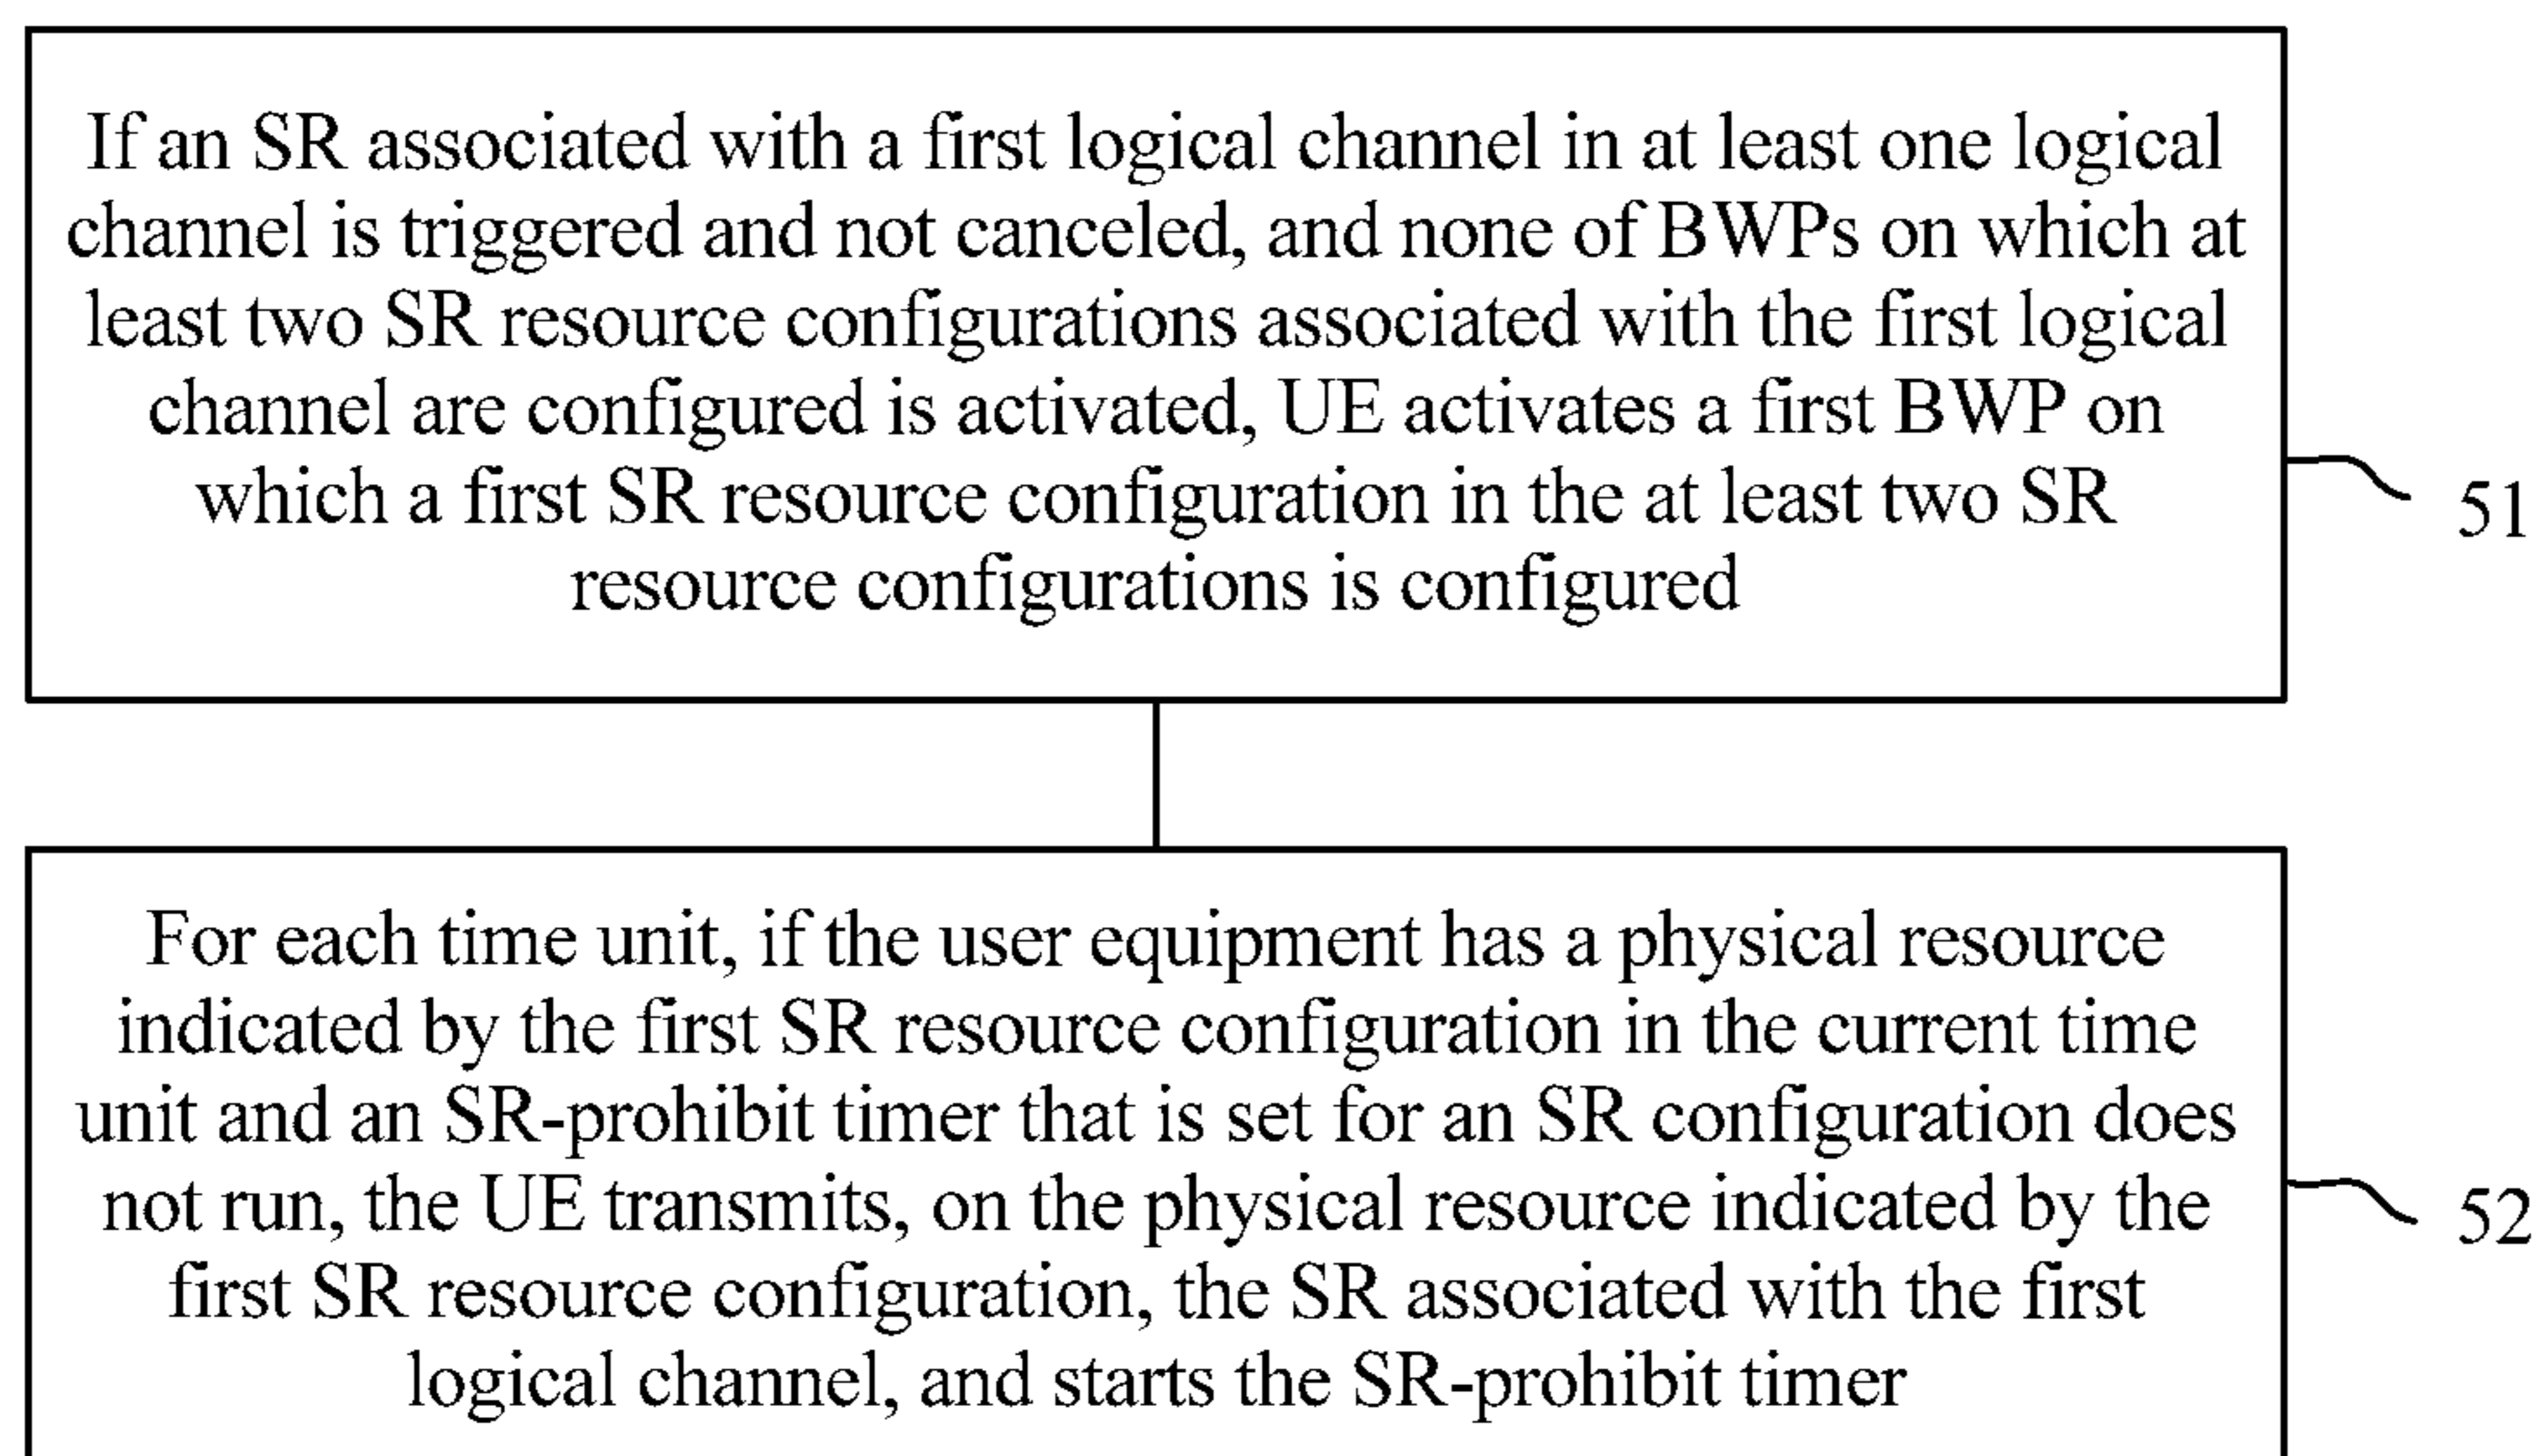 If an SR associated with a first logical channel in at least one logical
channel is triggered and not canceled, and none of BWPs on which at
least two SR resource configurations associated with the first logical
channel are configured is activated, UE activates a first BWP on
which a first SR resource configuration in the at least two SR
resource configurations is configured
51
For each time unit, if the user equipment has a physical resource
indicated by the first SR resource configuration in the current time
unit and an SR-prohibit timer that is set for an SR configuration does
not run, the UE transmits, on the physical resource indicated by the
first SR resource configuration, the SR associated with the first
logical channel, and starts the SR-prohibit timer
52